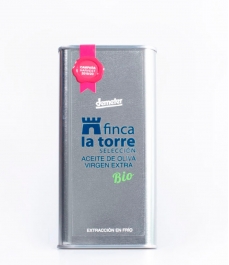 demeter
finca
la torre
SELECCIÓN
ACEITE DE OLIVA
VIRGEN EXTRA
Bio
EXTRACCIÓN EN FRÍO